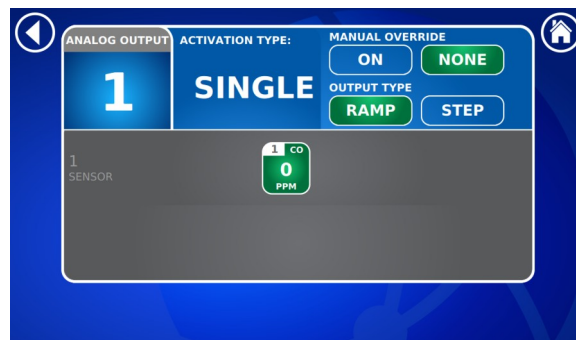 ANALOG OUTPUT
1
ACTIVATION TYPE:
SINGLE
MANUAL OVERRIDE
ON NONE
OUTPUT TYPE
RAMP STEP
1
SENSOR
1 CO
0
PPM